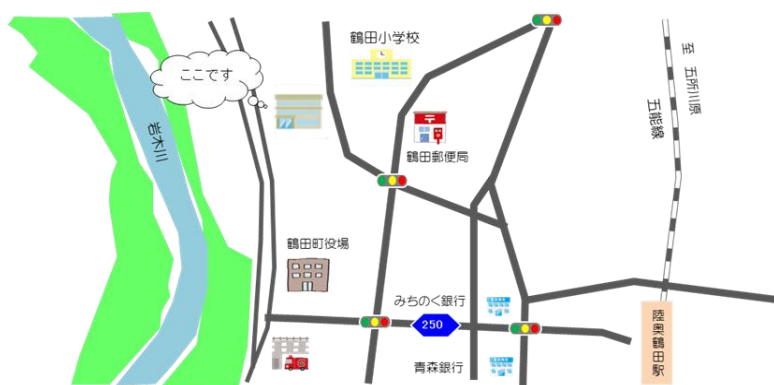 鶴田小学校
ここです
至 五所川原
五能線
岩木川
〒
鶴田郵便局
鶴田町役場
みちのく銀行
250
陸奥鶴田駅
青森銀行